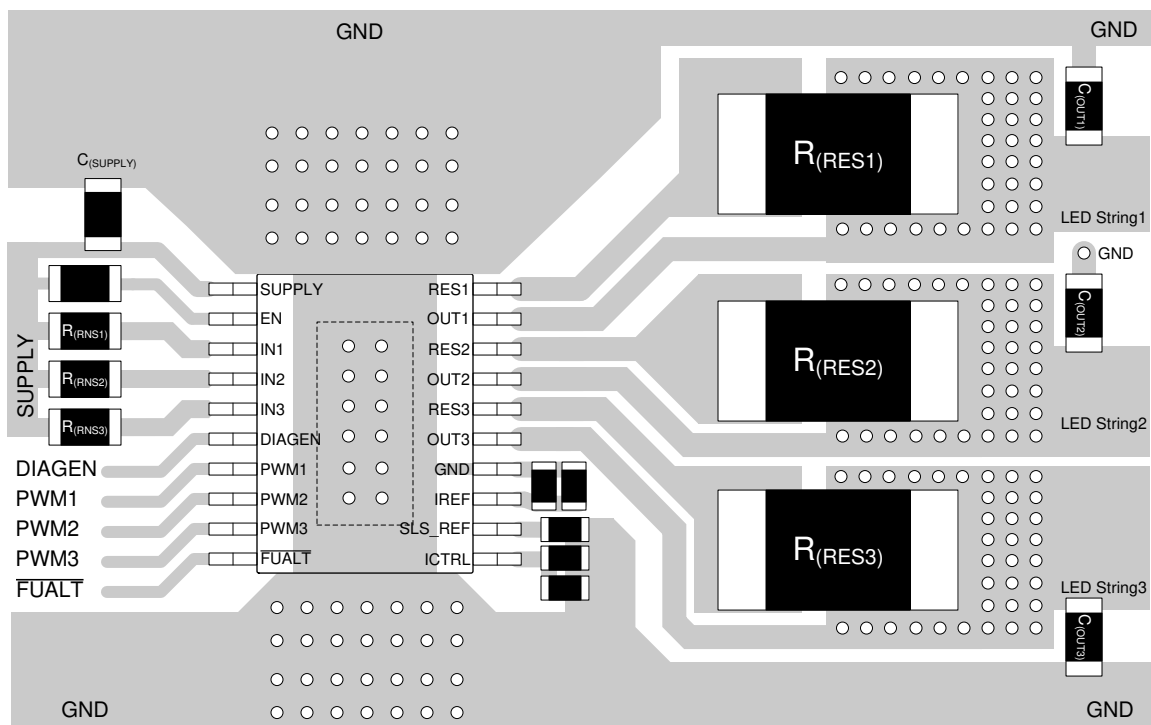 GND
GND
C(SUPPLY)
C(OUT1)
R(RES1)
LED String1
GND
SUPPLY
R(RNS1)
R(RNS2)
R(RNS3)
SUPPLY
EN
IN1
IN2
IN3
DIAGEN
PWM1
PWM2
PWM3
FUALT
RES1
OUT1
RES2
OUT2
RES3
OUT3
GND
IREF
SLS_REF
ICTRL
C(OUT2)
R(RES2)
LED String2
DIAGEN
PWM1
PWM2
PWM3
FUALT
R(RES3)
LED String3
C(OUT3)
GND
GND